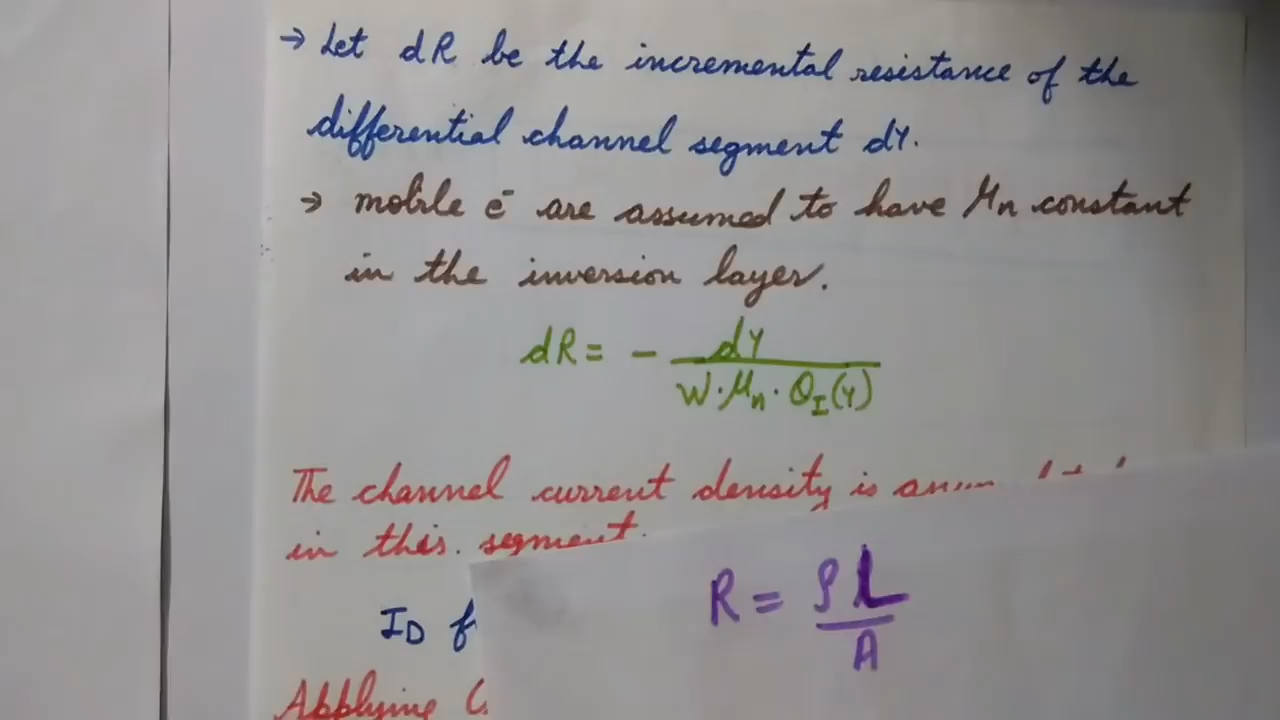 → Let dR be the incremental resistance of the
differential channel segment dY.
→ mobile e⁻ are assumed to have μn constant
in the inversion layer.
dR = - dY / W·μn·QI(Y)
The channel current density is
in this. segment.
R = ρL / A
ID f
Applying